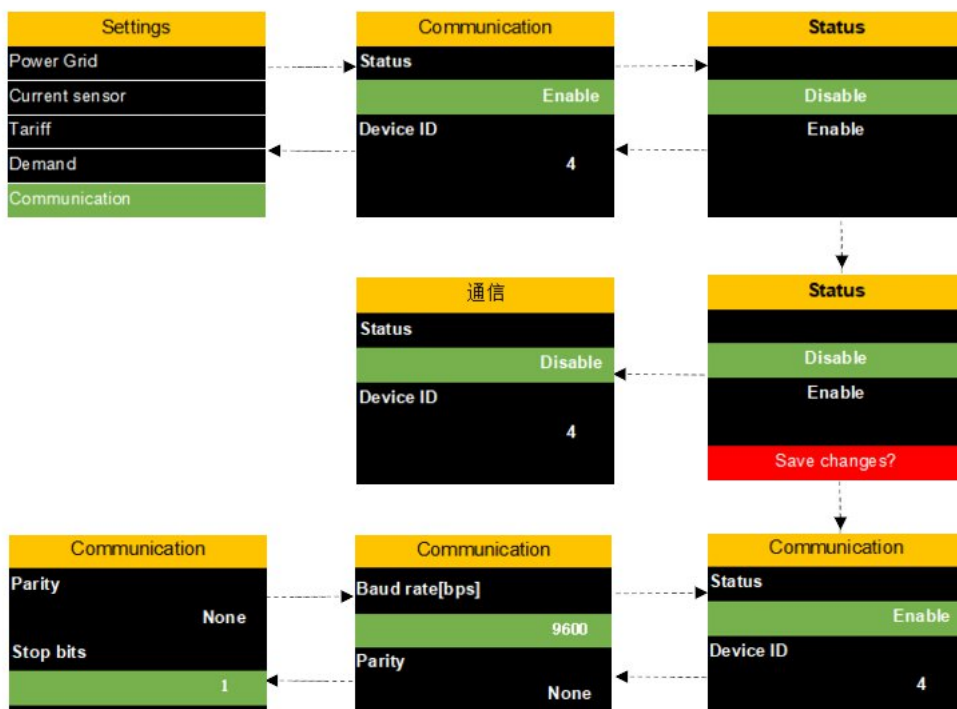 Settings
Power Grid
Current sensor
Tariff
Demand
Communication
Communication
Status
Enable
Device ID
4
Status
Disable
Enable
通信
Status
Disable
Device ID
4
Status
Disable
Enable
Save changes?
Communication
Parity
None
Stop bits
1
Communication
Baud rate[bps]
9600
Parity
None
Communication
Status
Enable
Device ID
4